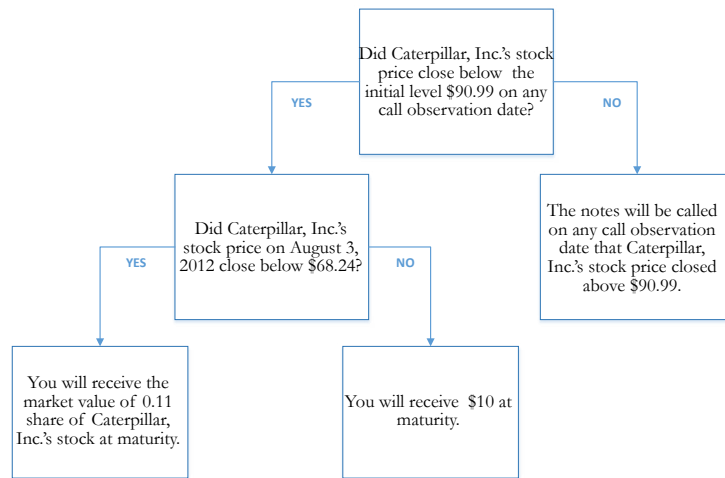 Did Caterpillar, Inc.'s stock
price close below the
initial level $90.99 on any
call observation date?
YES
NO
Did Caterpillar, Inc.'s
stock price on August 3,
2012 close below $68.24?
The notes will be called
on any call observation
date that Caterpillar,
Inc.'s stock price closed
above $90.99.
YES
NO
You will receive the
market value of 0.11
share of Caterpillar,
Inc.'s stock at maturity.
You will receive $10 at
maturity.